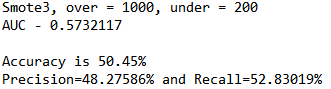 Smote3, over = 1000, under = 200
AUC - 0.5732117
Accuracy is 50.45%
Precision=48.27586% and Recall=52.83019%